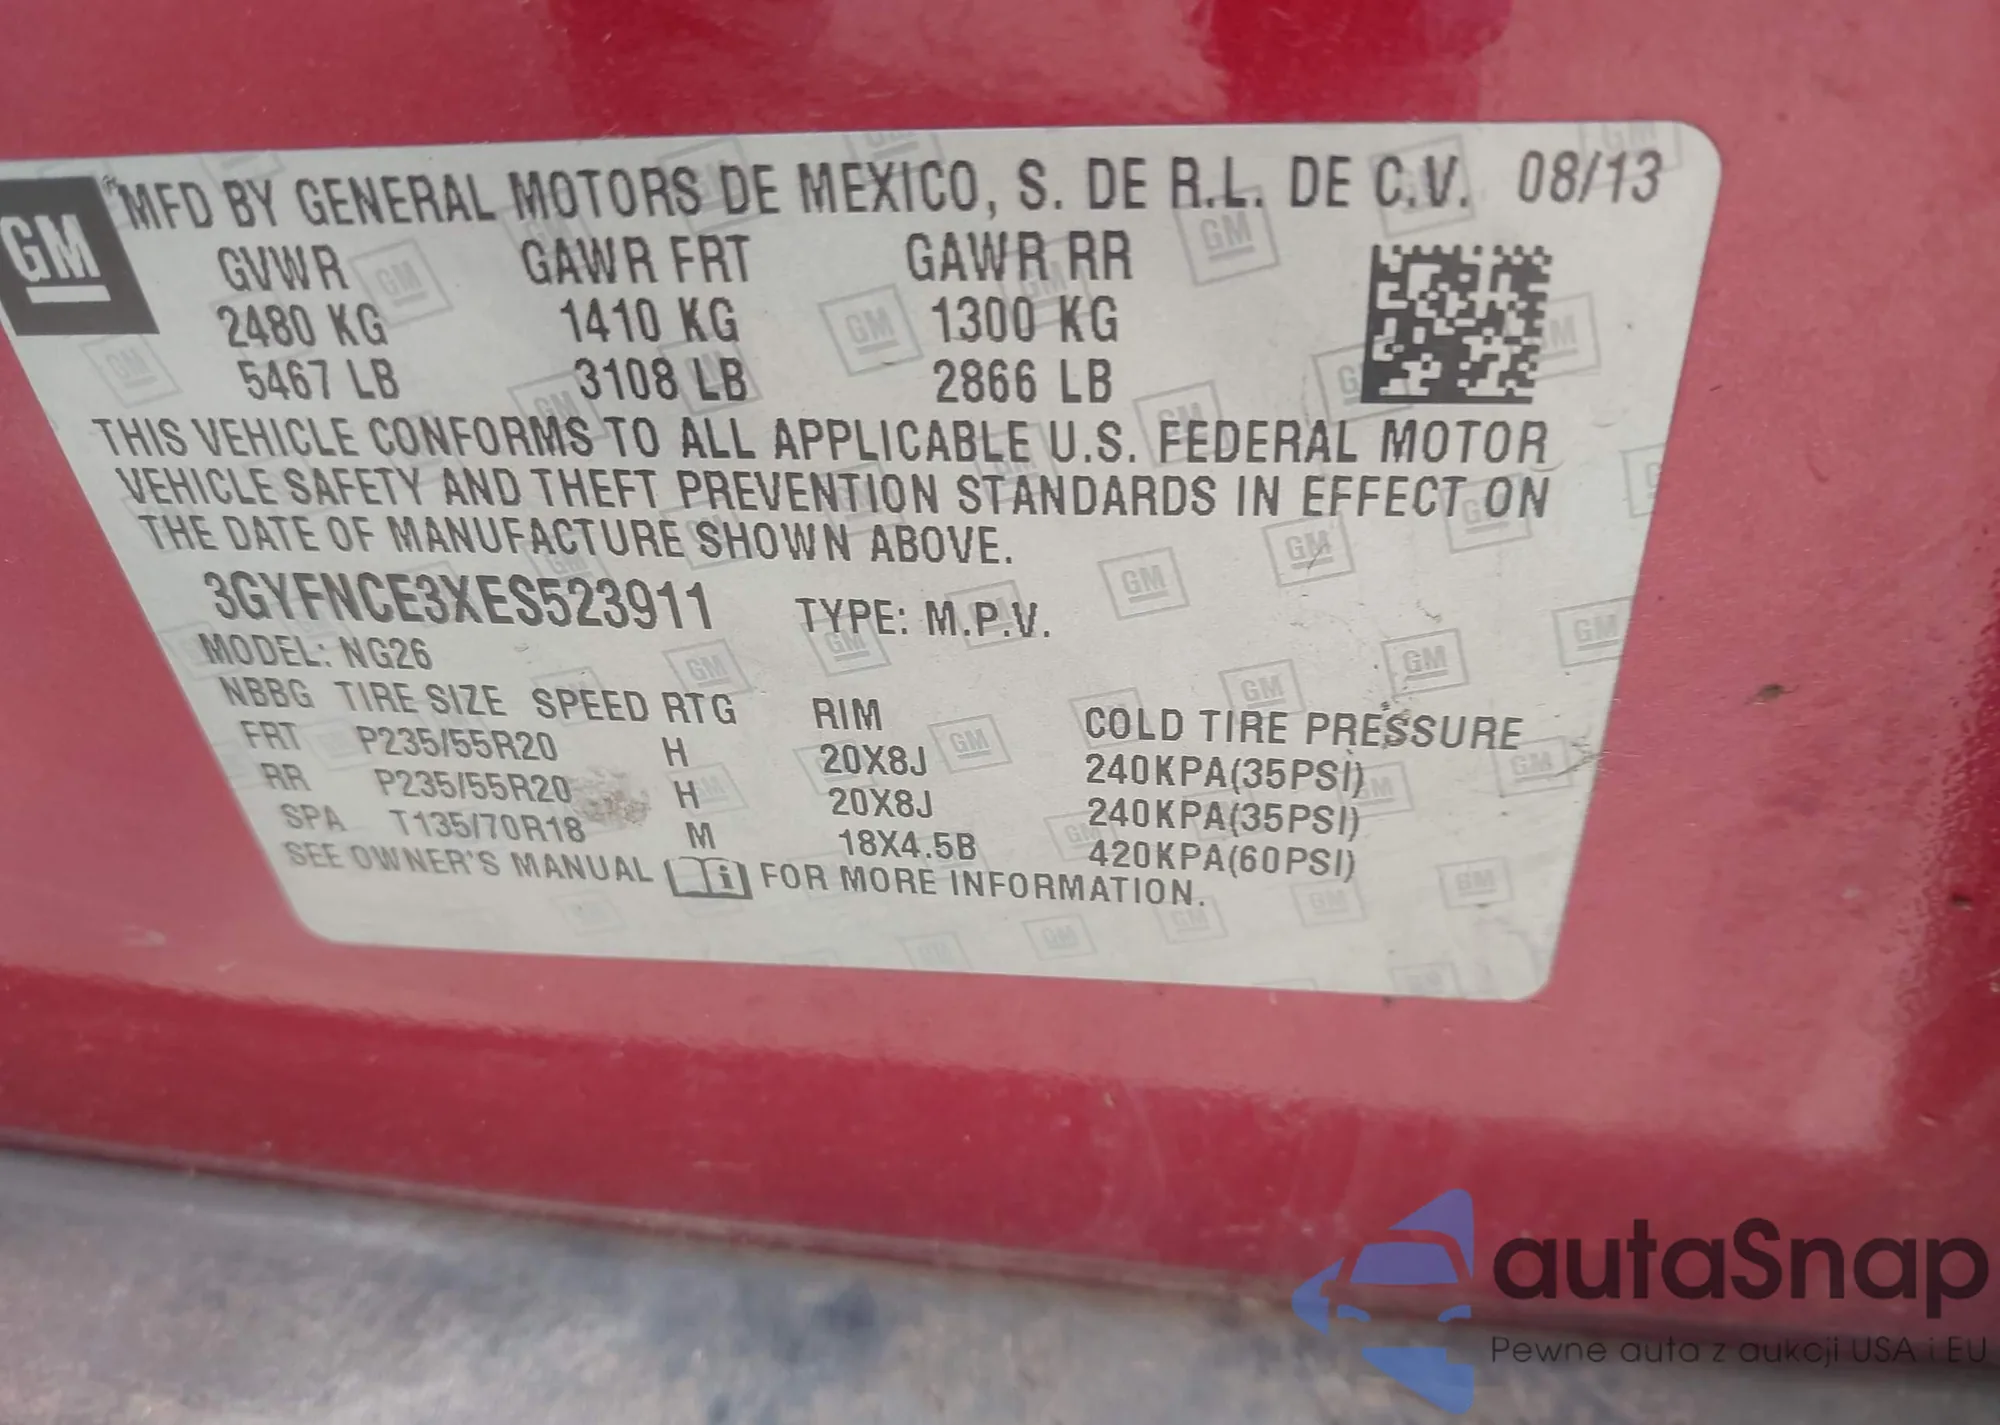 GM
MFD BY GENERAL MOTORS DE MEXICO, S. DE R.L. DE C.V. 08/13
GVWR GAWR FRT GAWR RR
2480 KG 1410 KG 1300 KG
5467 LB 3108 LB 2866 LB
THIS VEHICLE CONFORMS TO ALL APPLICABLE U.S. FEDERAL MOTOR
VEHICLE SAFETY AND THEFT PREVENTION STANDARDS IN EFFECT ON
THE DATE OF MANUFACTURE SHOWN ABOVE.
3GYFNCE3XES523911 TYPE: M.P.V.
MODEL: NG26
NBBG TIRE SIZE SPEED RTG RIM COLD TIRE PRESSURE
FRT P235/55R20 H 20X8J 240KPA(35PSI)
RR P235/55R20 H 20X8J 240KPA(35PSI)
SPA T135/70R18 M 18X4.5B 420KPA(60PSI)
SEE OWNER'S MANUAL i FOR MORE INFORMATION.
autaSnap
Pewne auta z aukcji USA i EU